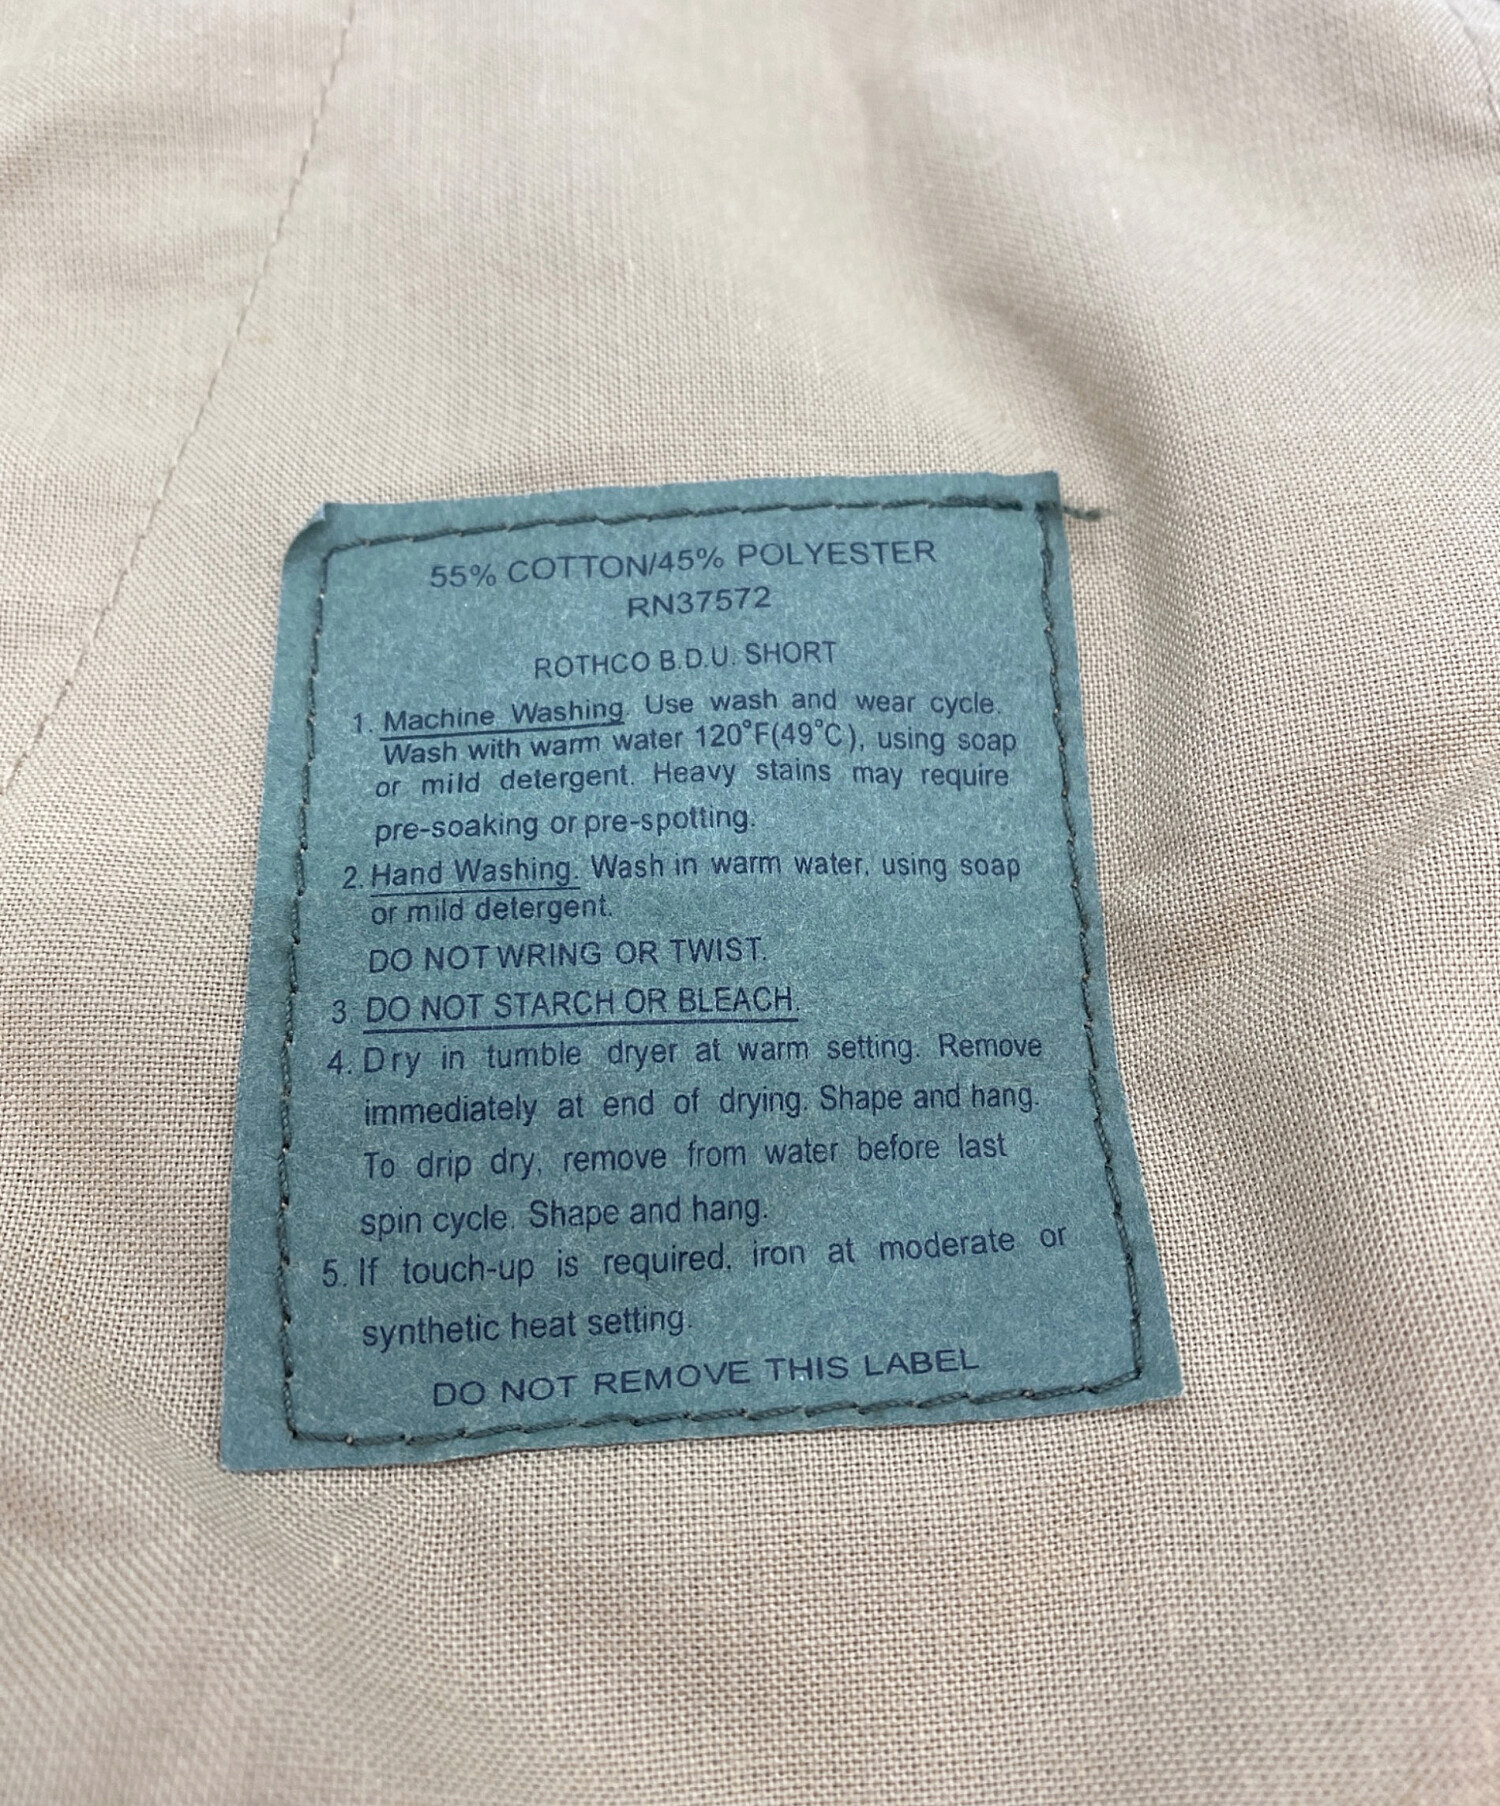 55% COTTON/45% POLYESTER
RN37572
ROTHCO B.D.U. SHORT
1. Machine Washing. Use wash and wear cycle.
Wash with warm water 120°F(49°C), using soap
or mild detergent. Heavy stains may require
pre-soaking or pre-spotting.
2. Hand Washing. Wash in warm water, using soap
or mild detergent.
DO NOT WRING OR TWIST.
3. DO NOT STARCH OR BLEACH.
4. Dry in tumble dryer at warm setting. Remove
immediately at end of drying. Shape and hang.
To drip dry, remove from water before last
spin cycle. Shape and hang.
5. If touch-up is required, iron at moderate or
synthetic heat setting.
DO NOT REMOVE THIS LABEL